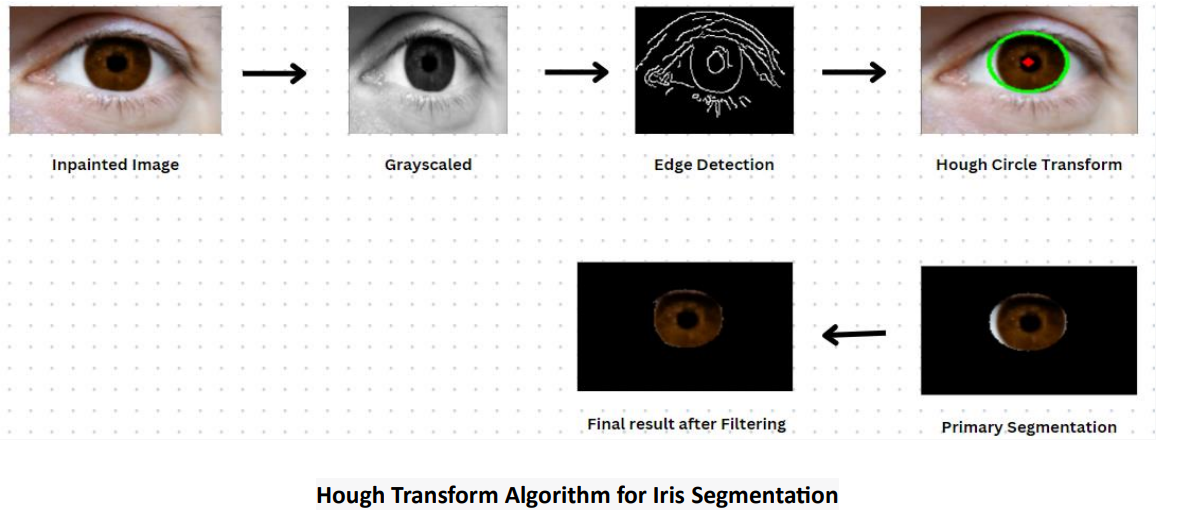 Inpainted Image
Grayscaled
Edge Detection
Hough Circle Transform
Final result after Filtering
Primary Segmentation
Hough Transform Algorithm for Iris Segmentation